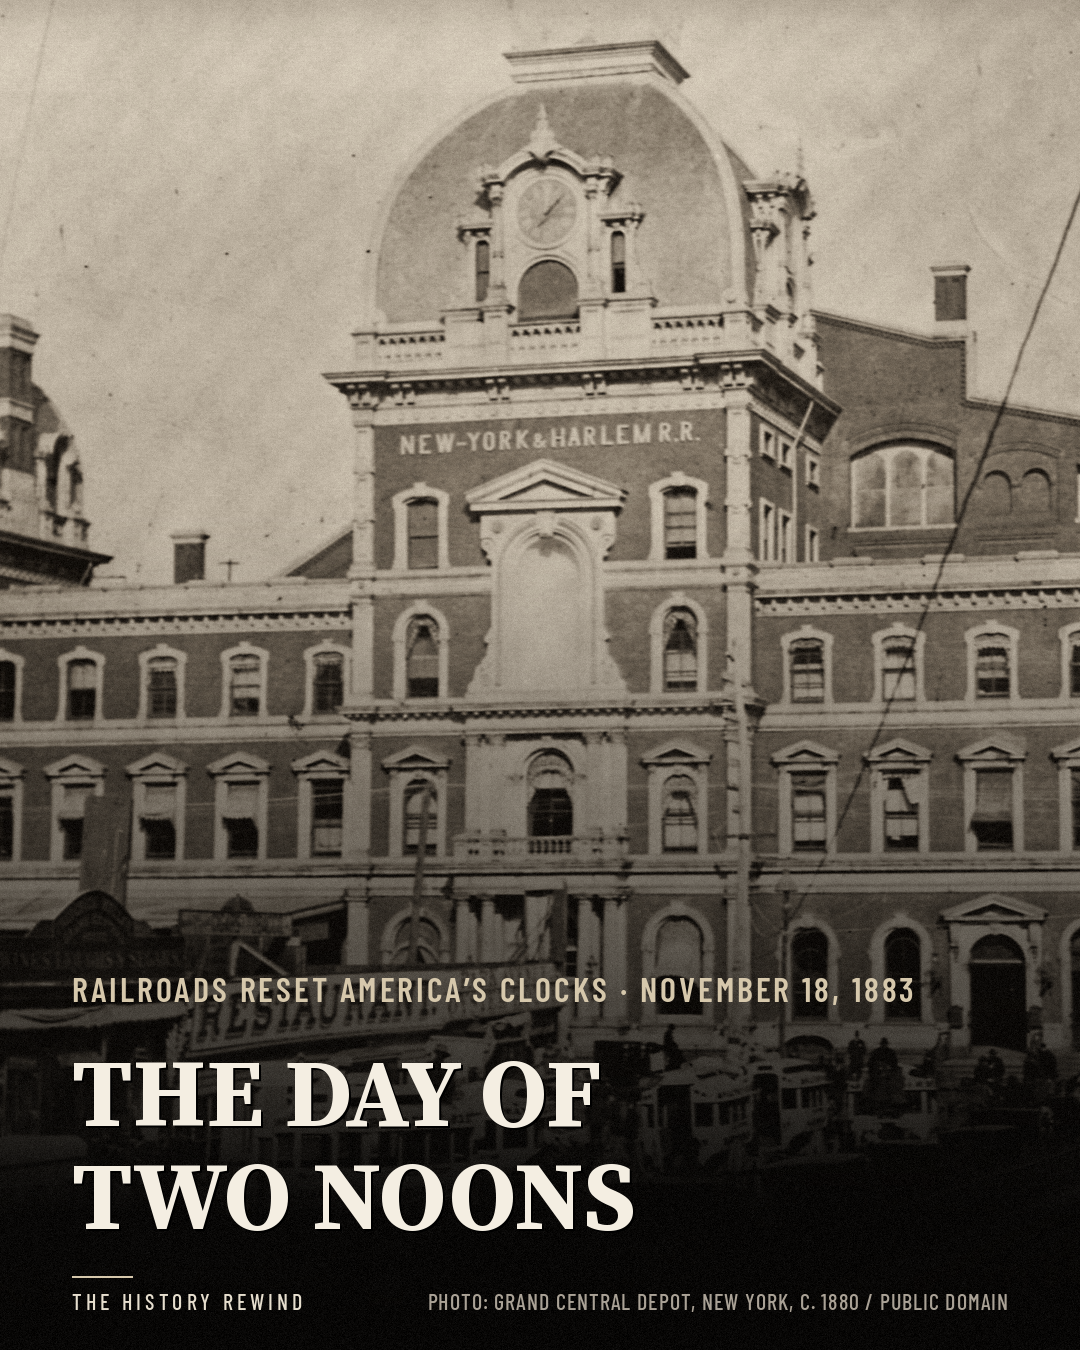 NEW-YORK & HARLEM R.R.
RESTAURANT
RAILROADS RESET AMERICA’S CLOCKS · NOVEMBER 18, 1883
THE DAY OF
TWO NOONS
THE HISTORY REWIND
PHOTO: GRAND CENTRAL DEPOT, NEW YORK, C. 1880 / PUBLIC DOMAIN